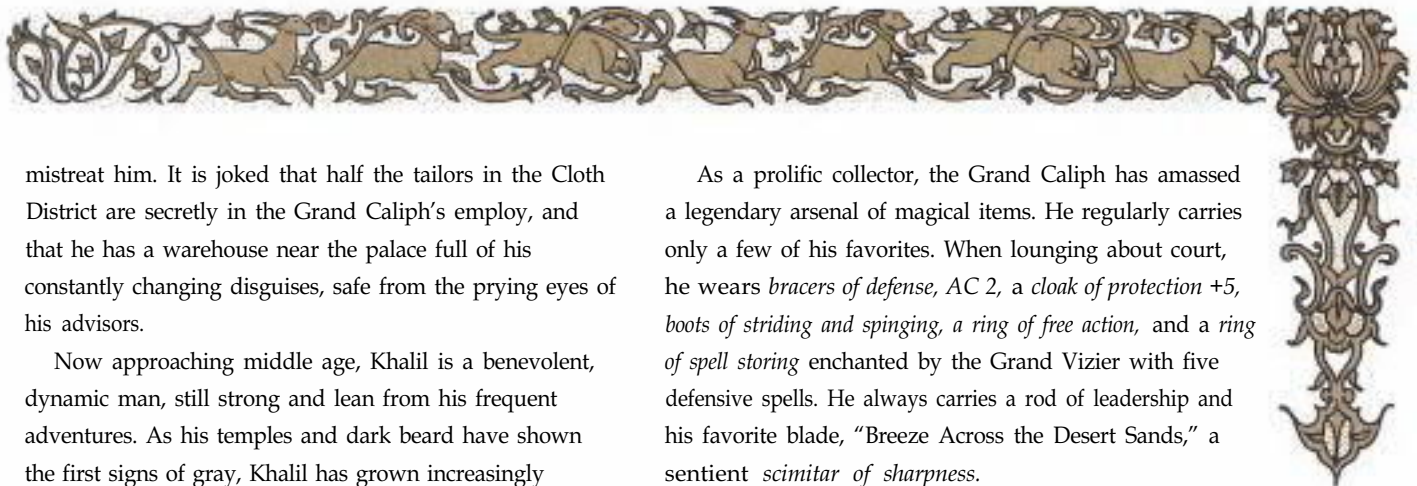 mistreat him. It is joked that half the tailors in the Cloth
District are secretly in the Grand Caliph's employ, and
that he has a warehouse near the palace full of his
constantly changing disguises, safe from the prying eyes of
his advisors.
Now approaching middle age, Khalil is a benevolent,
dynamic man, still strong and lean from his frequent
adventures. As his temples and dark beard have shown
the first signs of gray, Khalil has grown increasingly
As a prolific collector, the Grand Caliph has amassed
a legendary arsenal of magical items. He regularly carries
only a few of his favorites. When lounging about court,
he wears bracers of defense, AC 2, a cloak of protection +5,
boots of striding and spinging, a ring of free action, and a ring
of spell storing enchanted by the Grand Vizier with five
defensive spells. He always carries a rod of leadership and
his favorite blade, “Breeze Across the Desert Sands,” a
sentient scimitar of sharpness.